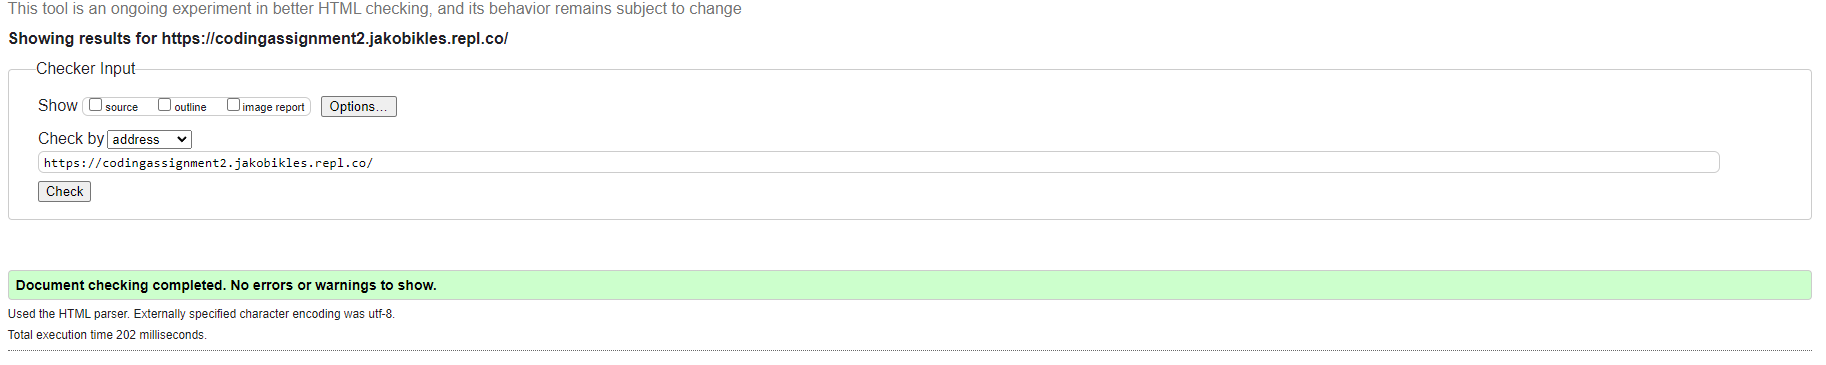 This tool is an ongoing experiment in better HTML checking, and its behavior remains subject to change
Showing results for https://codingassignment2.jakobikles.repl.co/
Checker Input
Show source outline image report Options...
Check by address
https://codingassignment2.jakobikles.repl.co/
Check
Document checking completed. No errors or warnings to show.
Used the HTML parser. Externally specified character encoding was utf-8.
Total execution time 202 milliseconds.